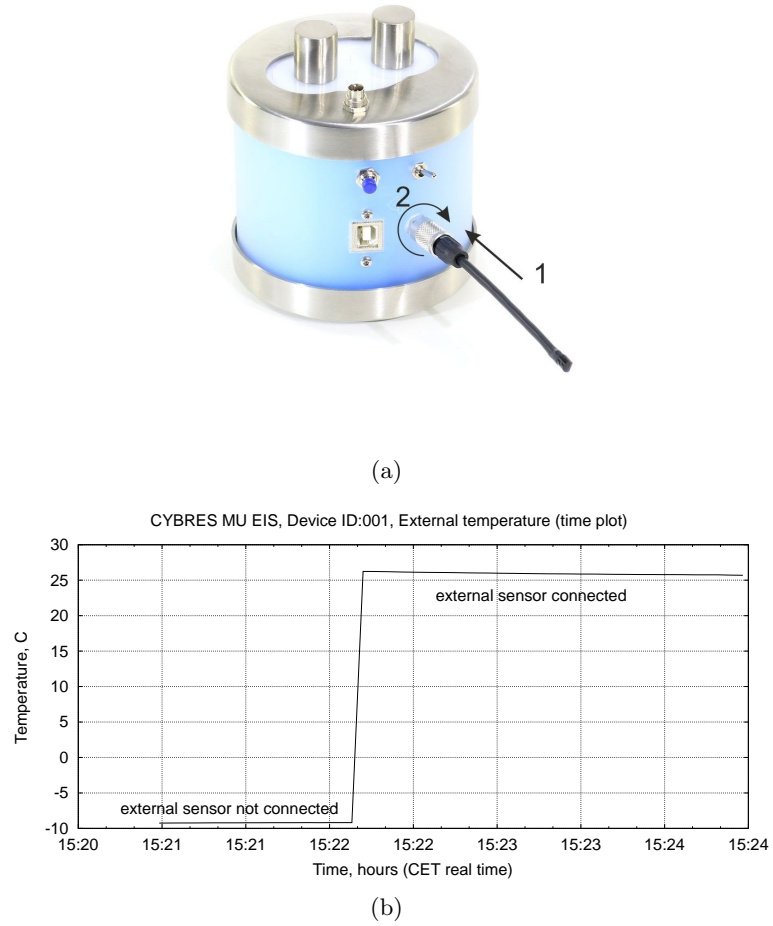 2
1
(a)
CYBRES MU EIS, Device ID:001, External temperature (time plot)
30
25
20
15
10
5
0
-5
-10
Temperature, C
external sensor connected
external sensor not connected
15:20 15:21 15:21 15:22 15:22 15:23 15:23 15:24 15:24
Time, hours (CET real time)
(b)